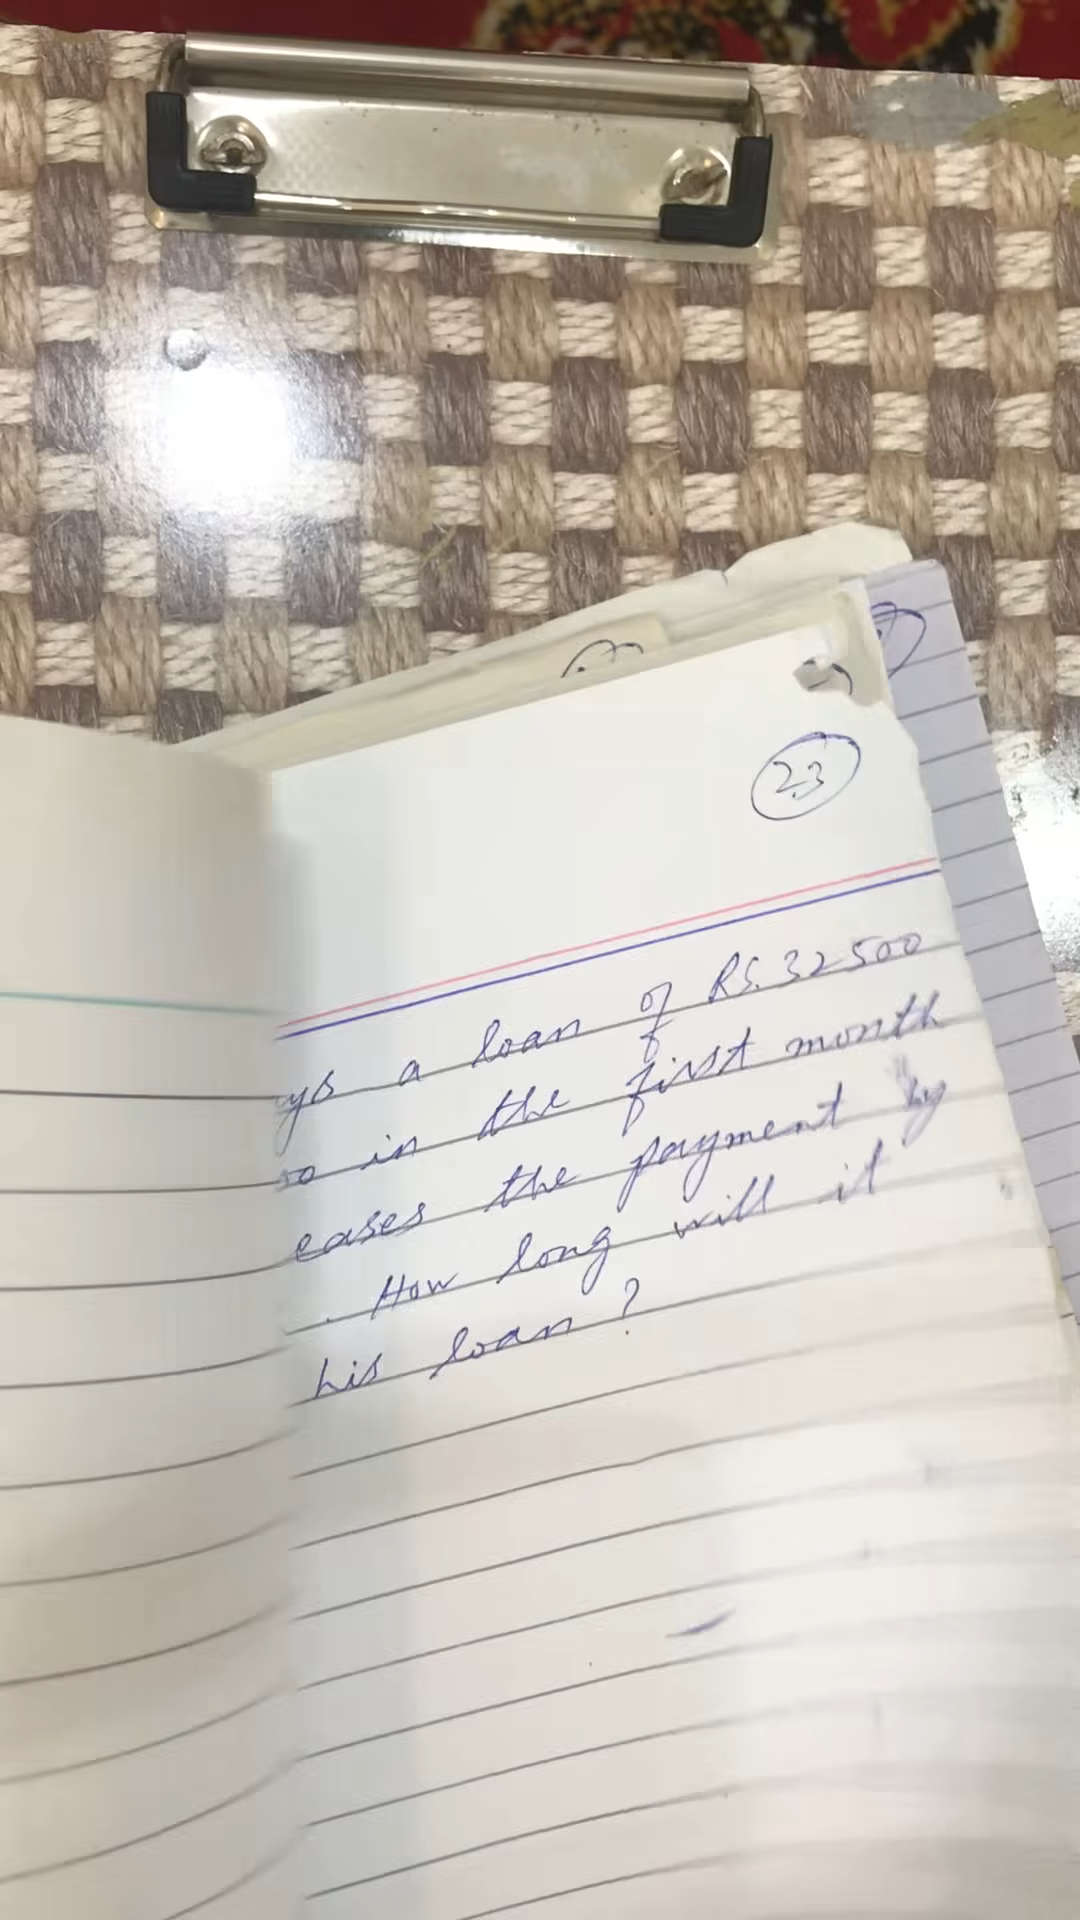 23
ys a loan of RS.32500
o in the first month
eases the payment by
. How long will it
his loan ?